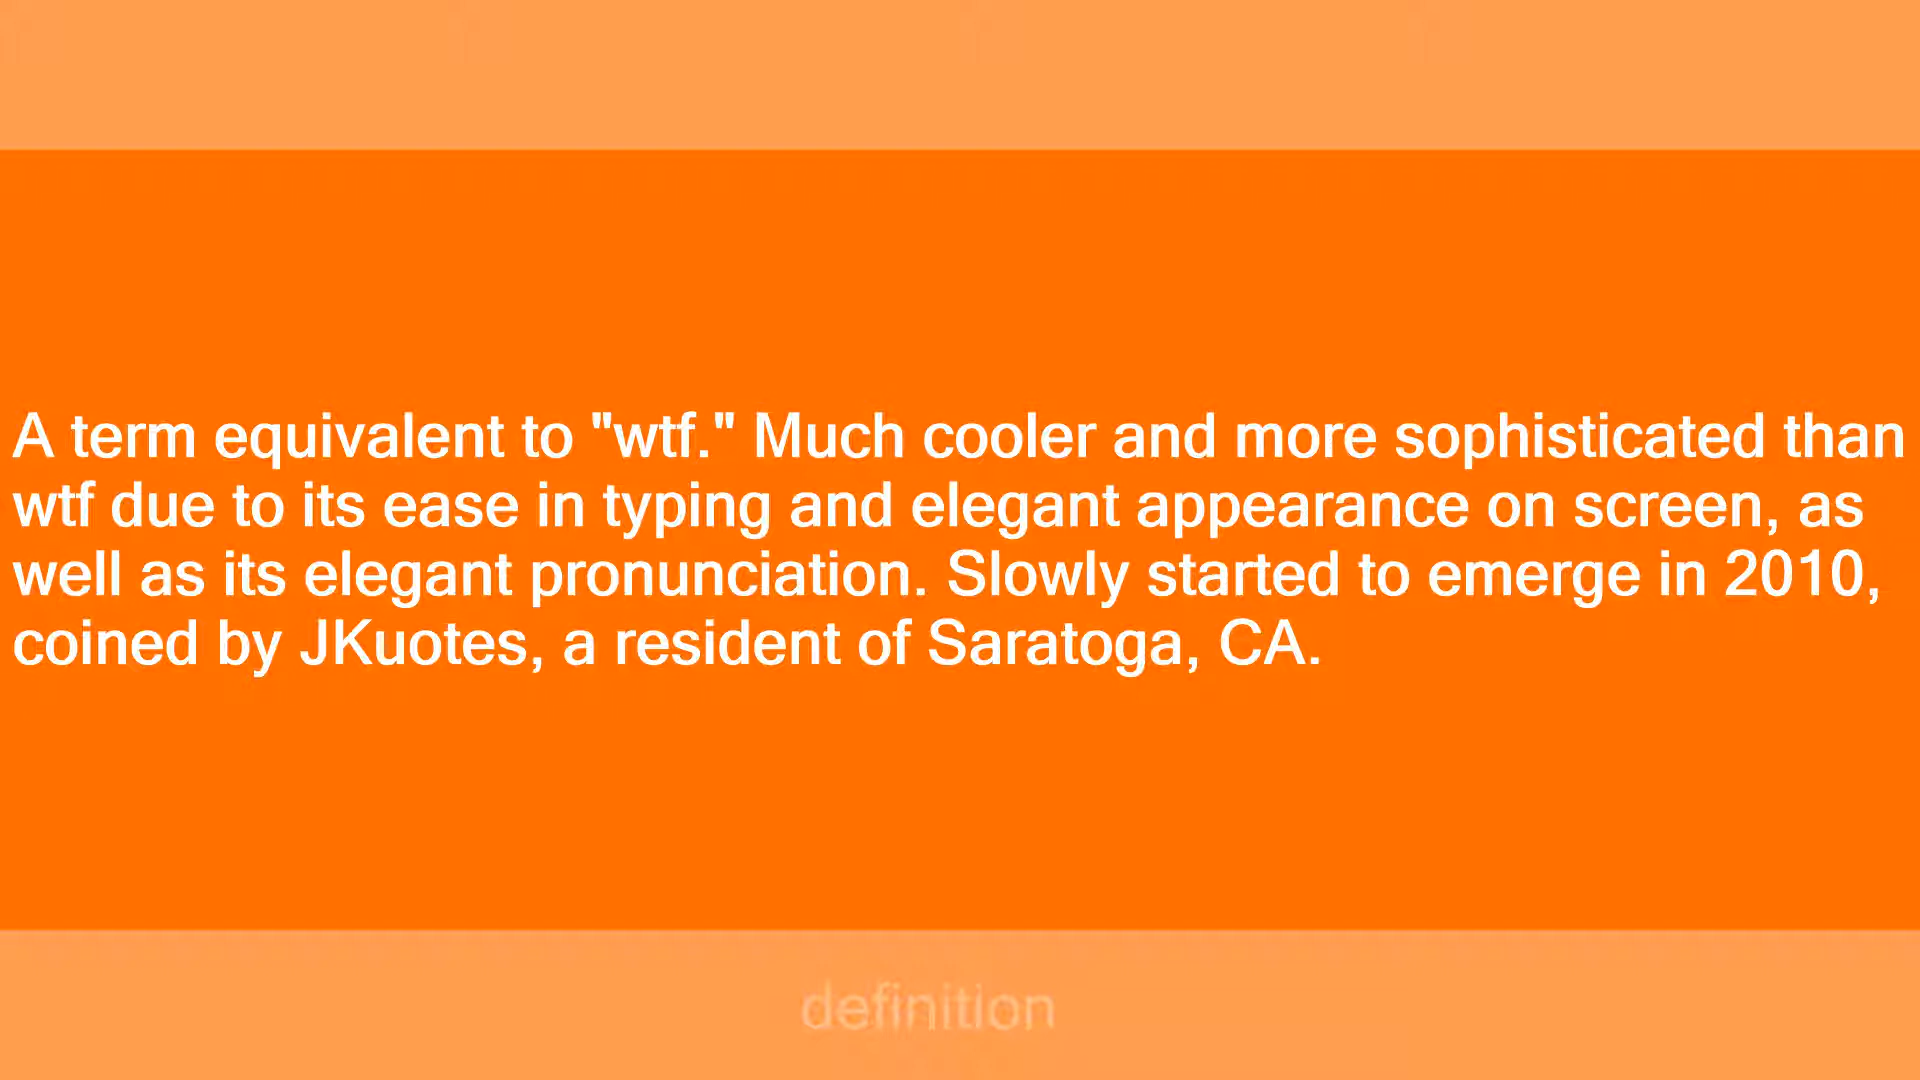 A term equivalent to "wtf." Much cooler and more sophisticated than
wtf due to its ease in typing and elegant appearance on screen, as
well as its elegant pronunciation. Slowly started to emerge in 2010,
coined by JKuotes, a resident of Saratoga, CA.
definition